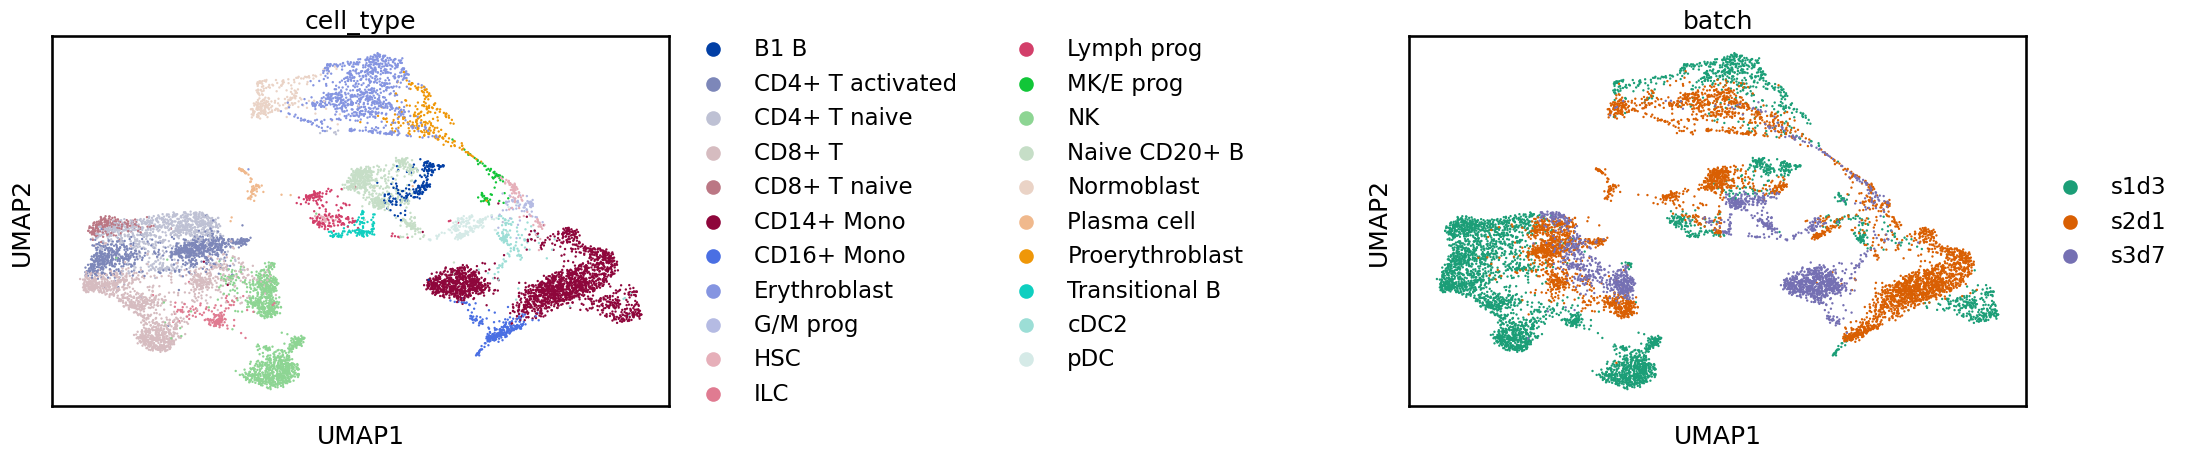 cell_type
UMAP2
UMAP1
B1 B
CD4+ T activated
CD4+ T naive
CD8+ T
CD8+ T naive
CD14+ Mono
CD16+ Mono
Erythroblast
G/M prog
HSC
ILC
Lymph prog
MK/E prog
NK
Naive CD20+ B
Normoblast
Plasma cell
Proerythroblast
Transitional B
cDC2
pDC
batch
UMAP2
UMAP1
s1d3
s2d1
s3d7